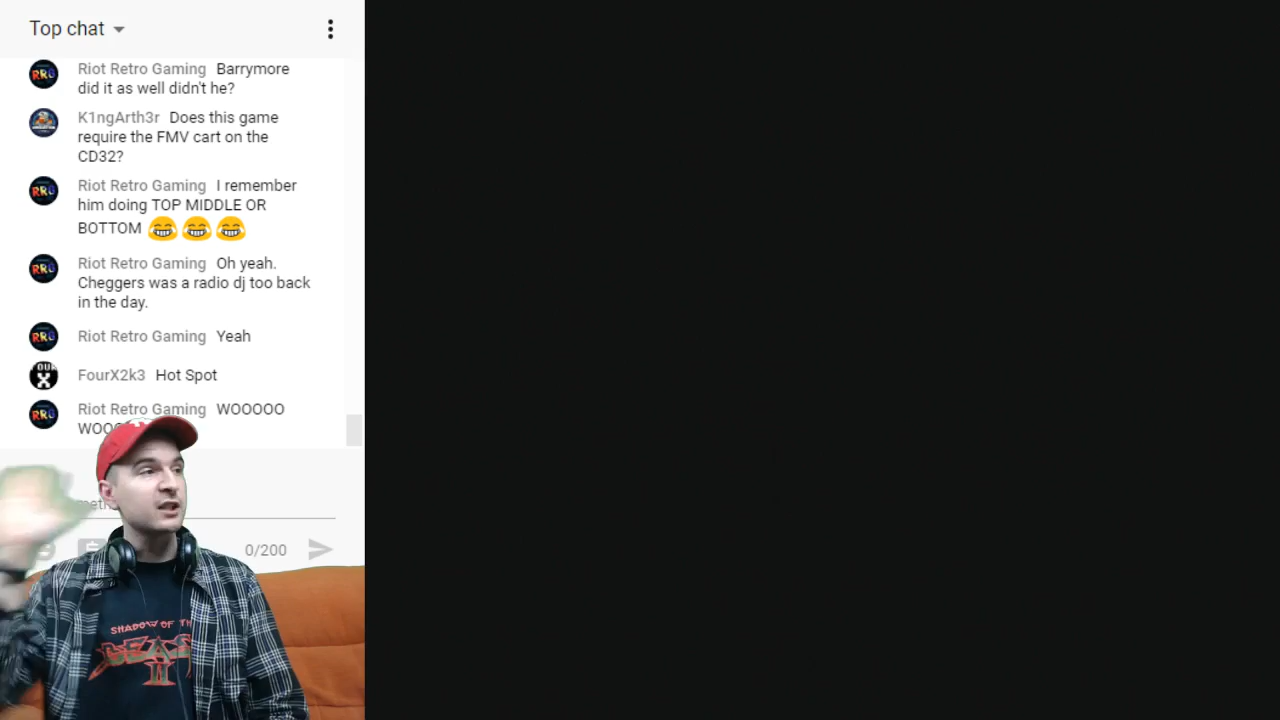 Top chat
Riot Retro Gaming Barrymore
did it as well didn't he?
K1ngArth3r Does this game
require the FMV cart on the
CD32?
Riot Retro Gaming I remember
him doing TOP MIDDLE OR
BOTTOM 😂😂😂
Riot Retro Gaming Oh yeah.
Cheggers was a radio dj too back
in the day.
Riot Retro Gaming Yeah
FourX2k3 Hot Spot
Riot Retro Gaming WOOOOO
0/200
SHADOW OF TH
BEAS
II